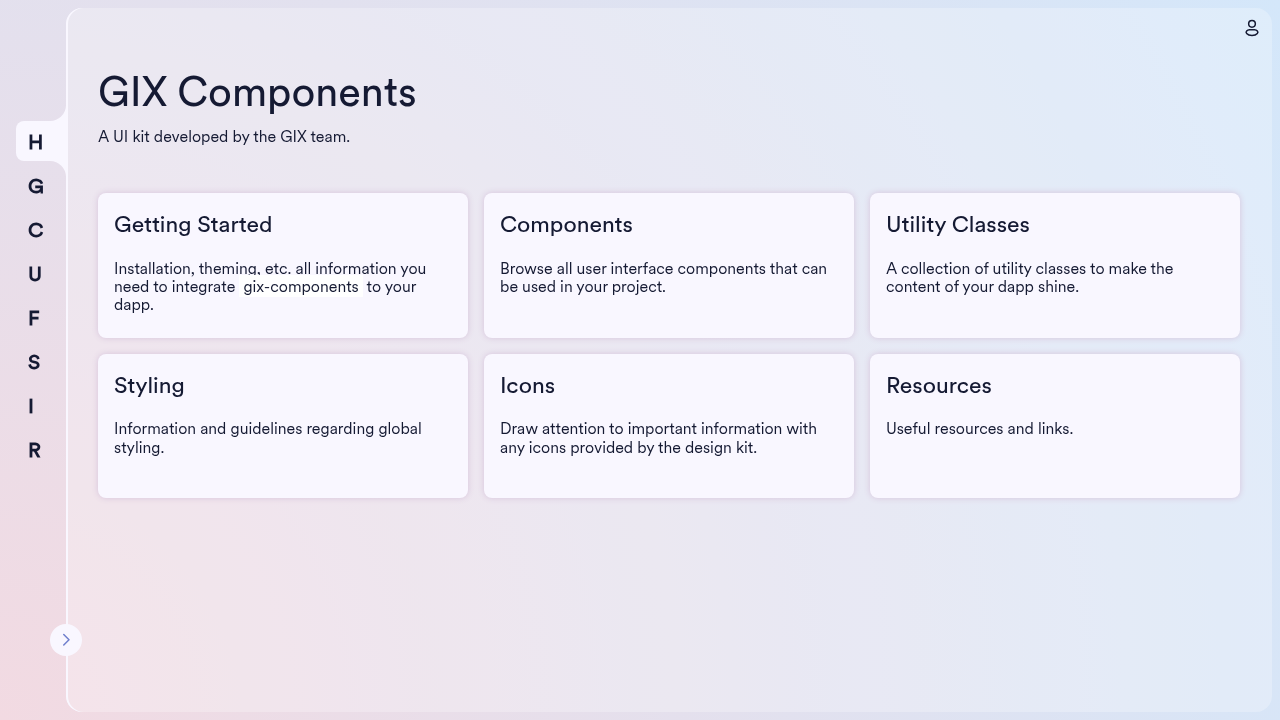 GIX Components
A UI kit developed by the GIX team.
H
G
C
U
F
S
I
R
Getting Started
Installation, theming, etc. all information you
need to integrate gix-components to your
dapp.
Components
Browse all user interface components that can
be used in your project.
Utility Classes
A collection of utility classes to make the
content of your dapp shine.
Styling
Information and guidelines regarding global
styling.
Icons
Draw attention to important information with
any icons provided by the design kit.
Resources
Useful resources and links.